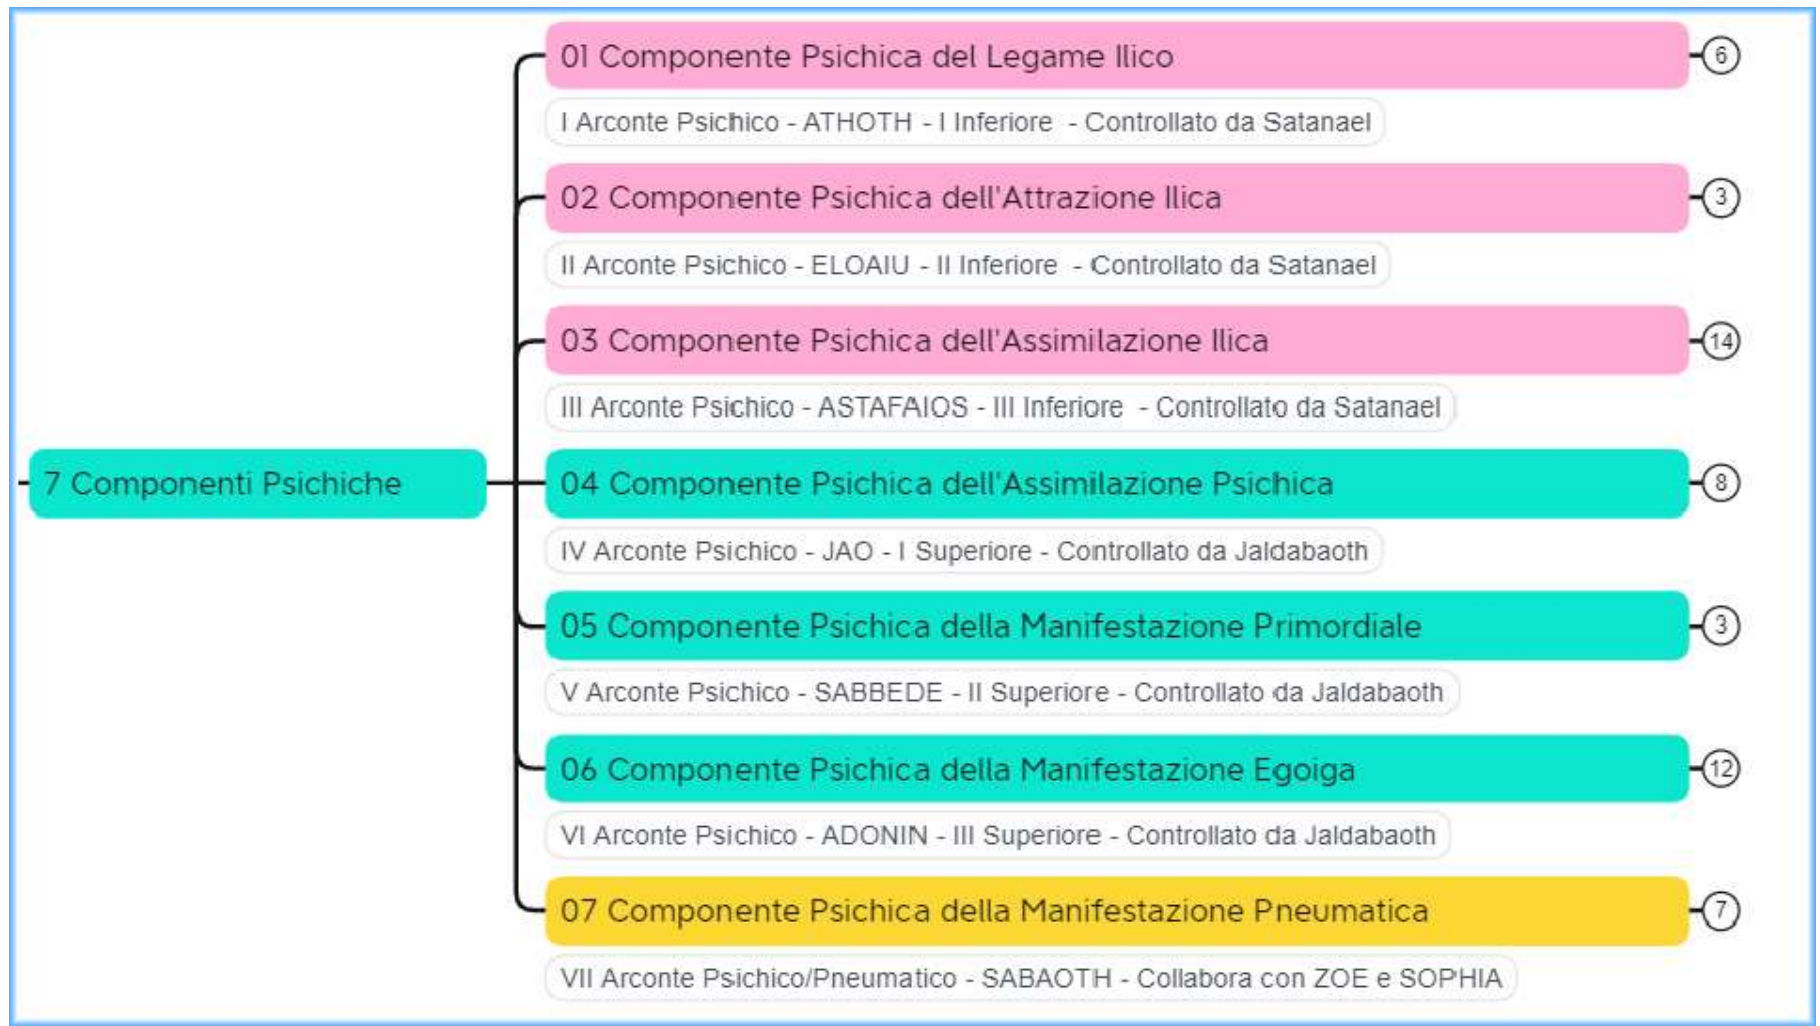 01 Componente Psichica del Legame Ilico
6
I Arconte Psichico - ATHOTH - I Inferiore - Controllato da Satanael
02 Componente Psichica dell'Attrazione Ilica
3
II Arconte Psichico - ELOAIU - II Inferiore - Controllato da Satanael
03 Componente Psichica dell'Assimilazione Ilica
14
III Arconte Psichico - ASTAFAIOS - III Inferiore - Controllato da Satanael
7 Componenti Psichiche
04 Componente Psichica dell'Assimilazione Psichica
8
IV Arconte Psichico - JAO - I Superiore - Controllato da Jaldabaoth
05 Componente Psichica della Manifestazione Primordiale
3
V Arconte Psichico - SABBEDE - II Superiore - Controllato da Jaldabaoth
06 Componente Psichica della Manifestazione Egoiga
12
VI Arconte Psichico - ADONIN - III Superiore - Controllato da Jaldabaoth
07 Componente Psichica della Manifestazione Pneumatica
7
VII Arconte Psichico/Pneumatico - SABAOTH - Collabora con ZOE e SOPHIA